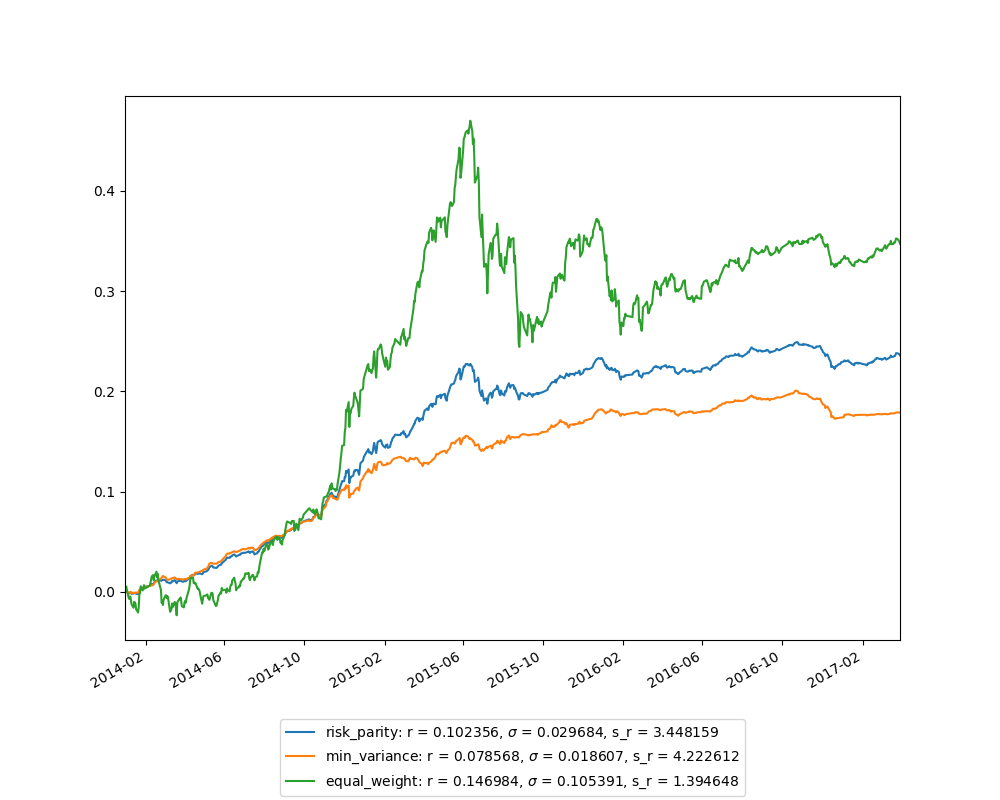 0.4
0.3
0.2
0.1
0.0
2014-02 2014-06 2014-10 2015-02 2015-06 2015-10 2016-02 2016-06 2016-10 2017-02
risk_parity: r = 0.102356, σ = 0.029684, s_r = 3.448159
min_variance: r = 0.078568, σ = 0.018607, s_r = 4.222612
equal_weight: r = 0.146984, σ = 0.105391, s_r = 1.394648